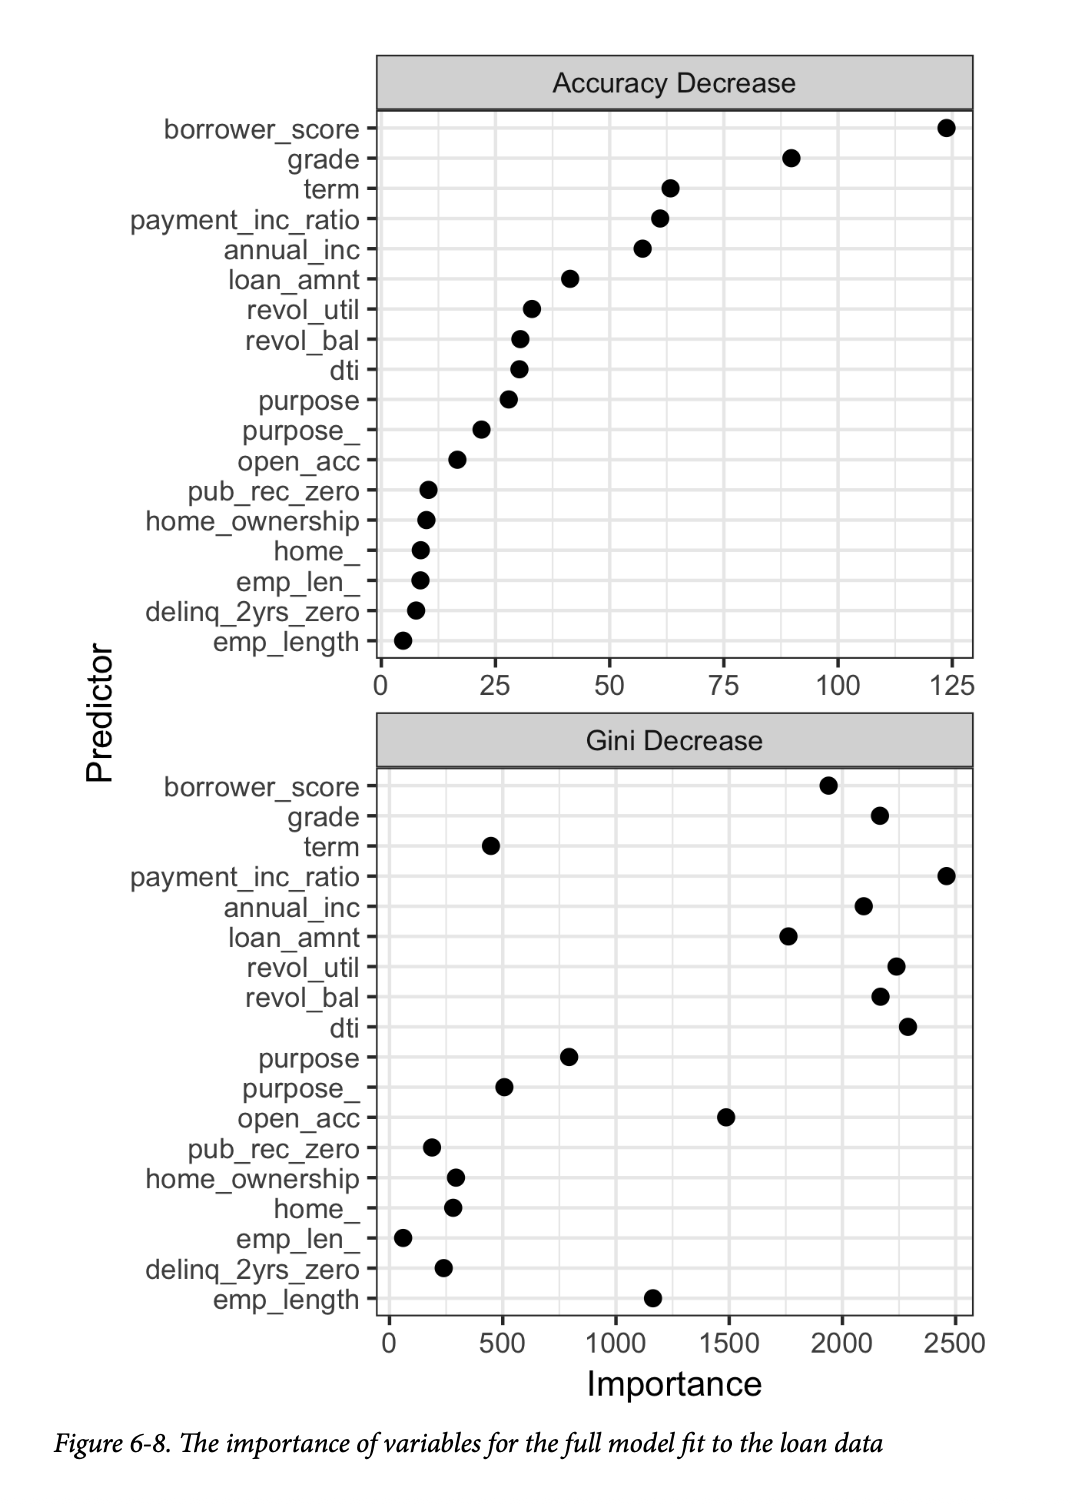 Accuracy Decrease
borrower_score
grade
term
payment_inc_ratio
annual_inc
loan_amnt
revol_util
revol_bal
dti
purpose
purpose_
open_acc
pub_rec_zero
home_ownership
home_
emp_len_
delinq_2yrs_zero
emp_length
0 25 50 75 100 125
Predictor
Gini Decrease
borrower_score
grade
term
payment_inc_ratio
annual_inc
loan_amnt
revol_util
revol_bal
dti
purpose
purpose_
open_acc
pub_rec_zero
home_ownership
home_
emp_len_
delinq_2yrs_zero
emp_length
0 500 1000 1500 2000 2500
Importance
Figure 6-8. The importance of variables for the full model fit to the loan data